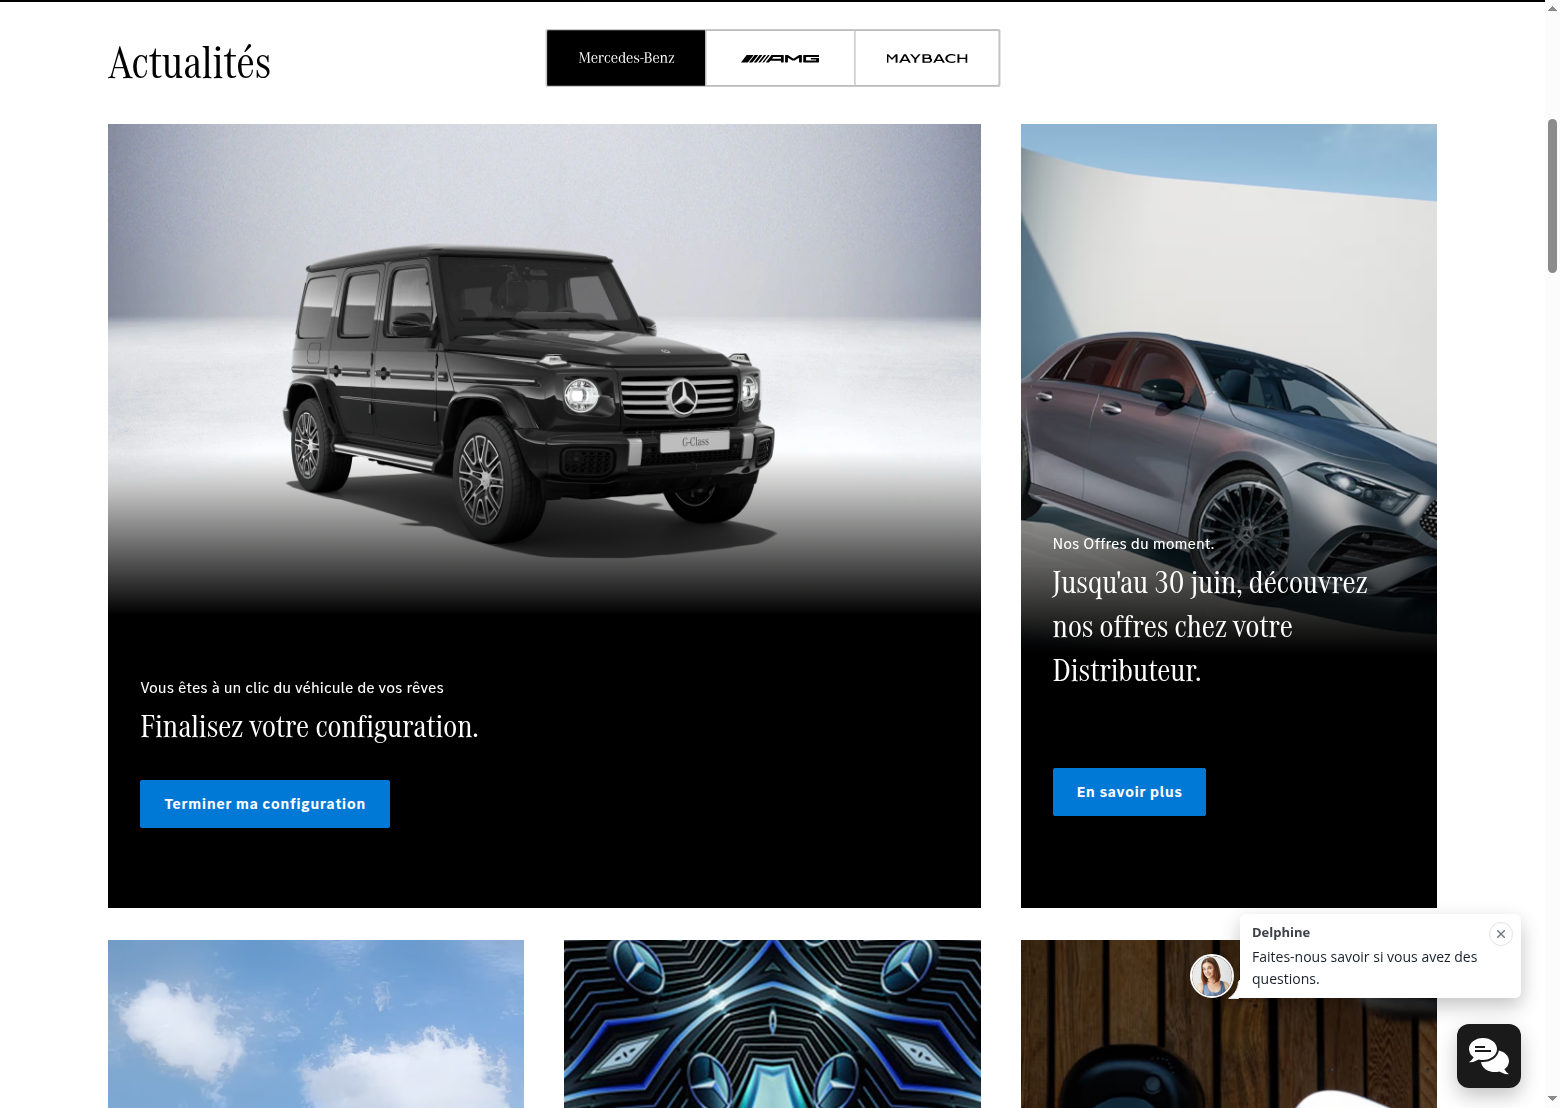 Actualités
Mercedes-Benz
AMG
MAYBACH
G-Class
Vous êtes à un clic du véhicule de vos rêves
Finalisez votre configuration.
Terminer ma configuration
Nos Offres du moment.
Jusqu'au 30 juin, découvrez
nos offres chez votre
Distributeur.
En savoir plus
Delphine
Faites-nous savoir si vous avez des
questions.